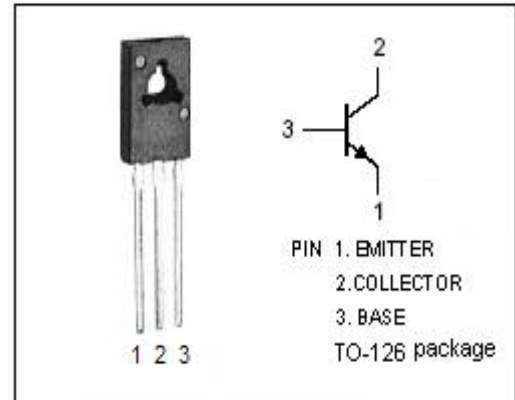 2
3
1
PIN 1. EMITTER
2.COLLECTOR
3. BASE
TO-126 package
1 2 3